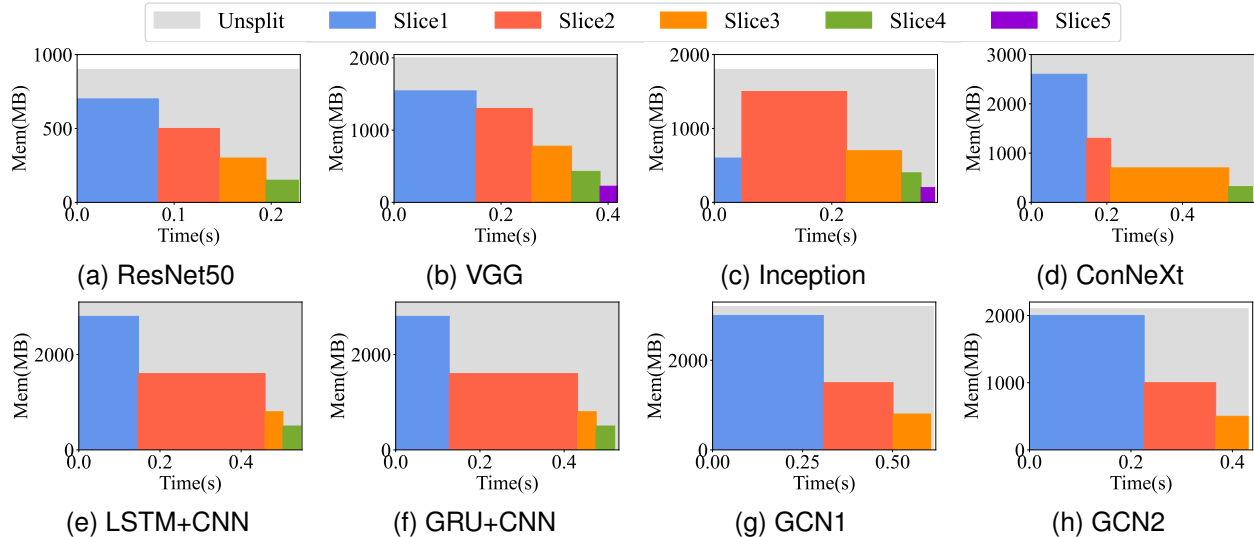 Unsplit Slice1 Slice2 Slice3 Slice4 Slice5
Mem(MB)
1000
500
0
0.0 0.1 0.2
Time(s)
(a) ResNet50
Mem(MB)
2000
1000
0
0.0 0.2 0.4
Time(s)
(b) VGG
Mem(MB)
2000
1000
0
0.0 0.2
Time(s)
(c) Inception
Mem(MB)
3000
2000
1000
0
0.0 0.2 0.4
Time(s)
(d) ConNeXt
Mem(MB)
2000
0
0.0 0.2 0.4
Time(s)
(e) LSTM+CNN
Mem(MB)
2000
0
0.0 0.2 0.4
Time(s)
(f) GRU+CNN
Mem(MB)
2000
0
0.00 0.25 0.50
Time(s)
(g) GCN1
Mem(MB)
2000
1000
0
0.0 0.2 0.4
Time(s)
(h) GCN2